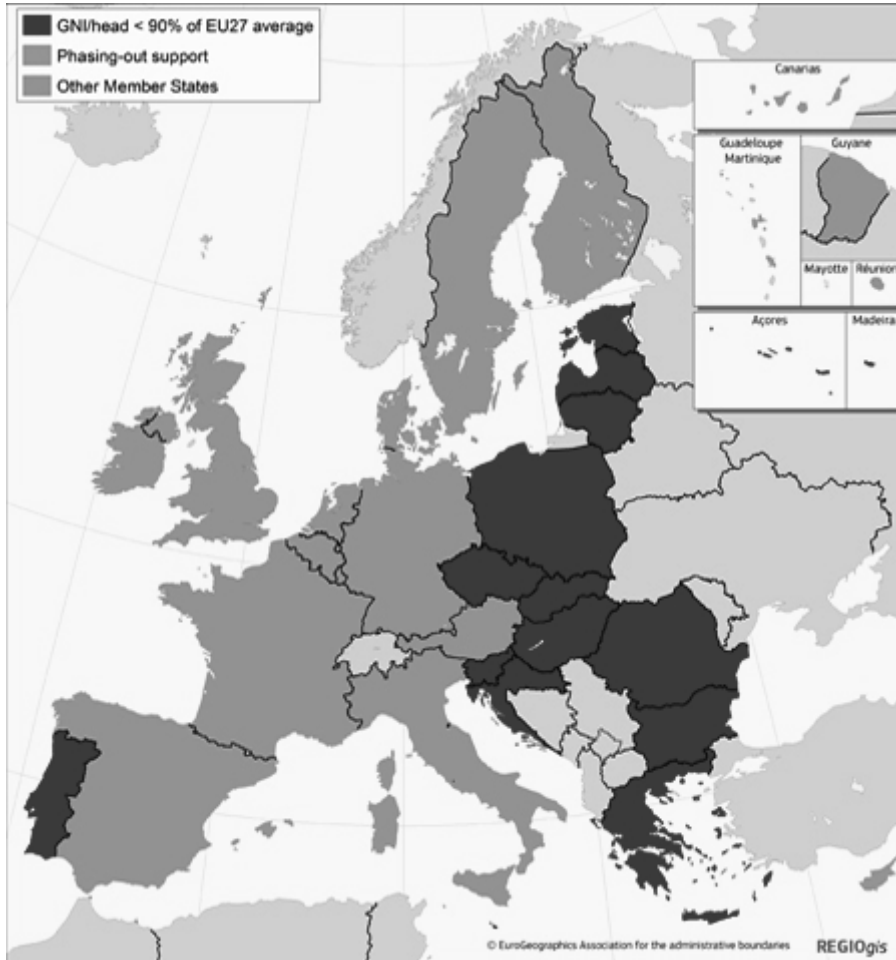 GNI/head < 90% of EU27 average
Phasing-out support
Other Member States
Canarias
Guadeloupe
Martinique
Guyane
Mayotte
Réunion
Açores
Madeira
© EuroGeographics Association for the administrative boundaries
REGIOgis